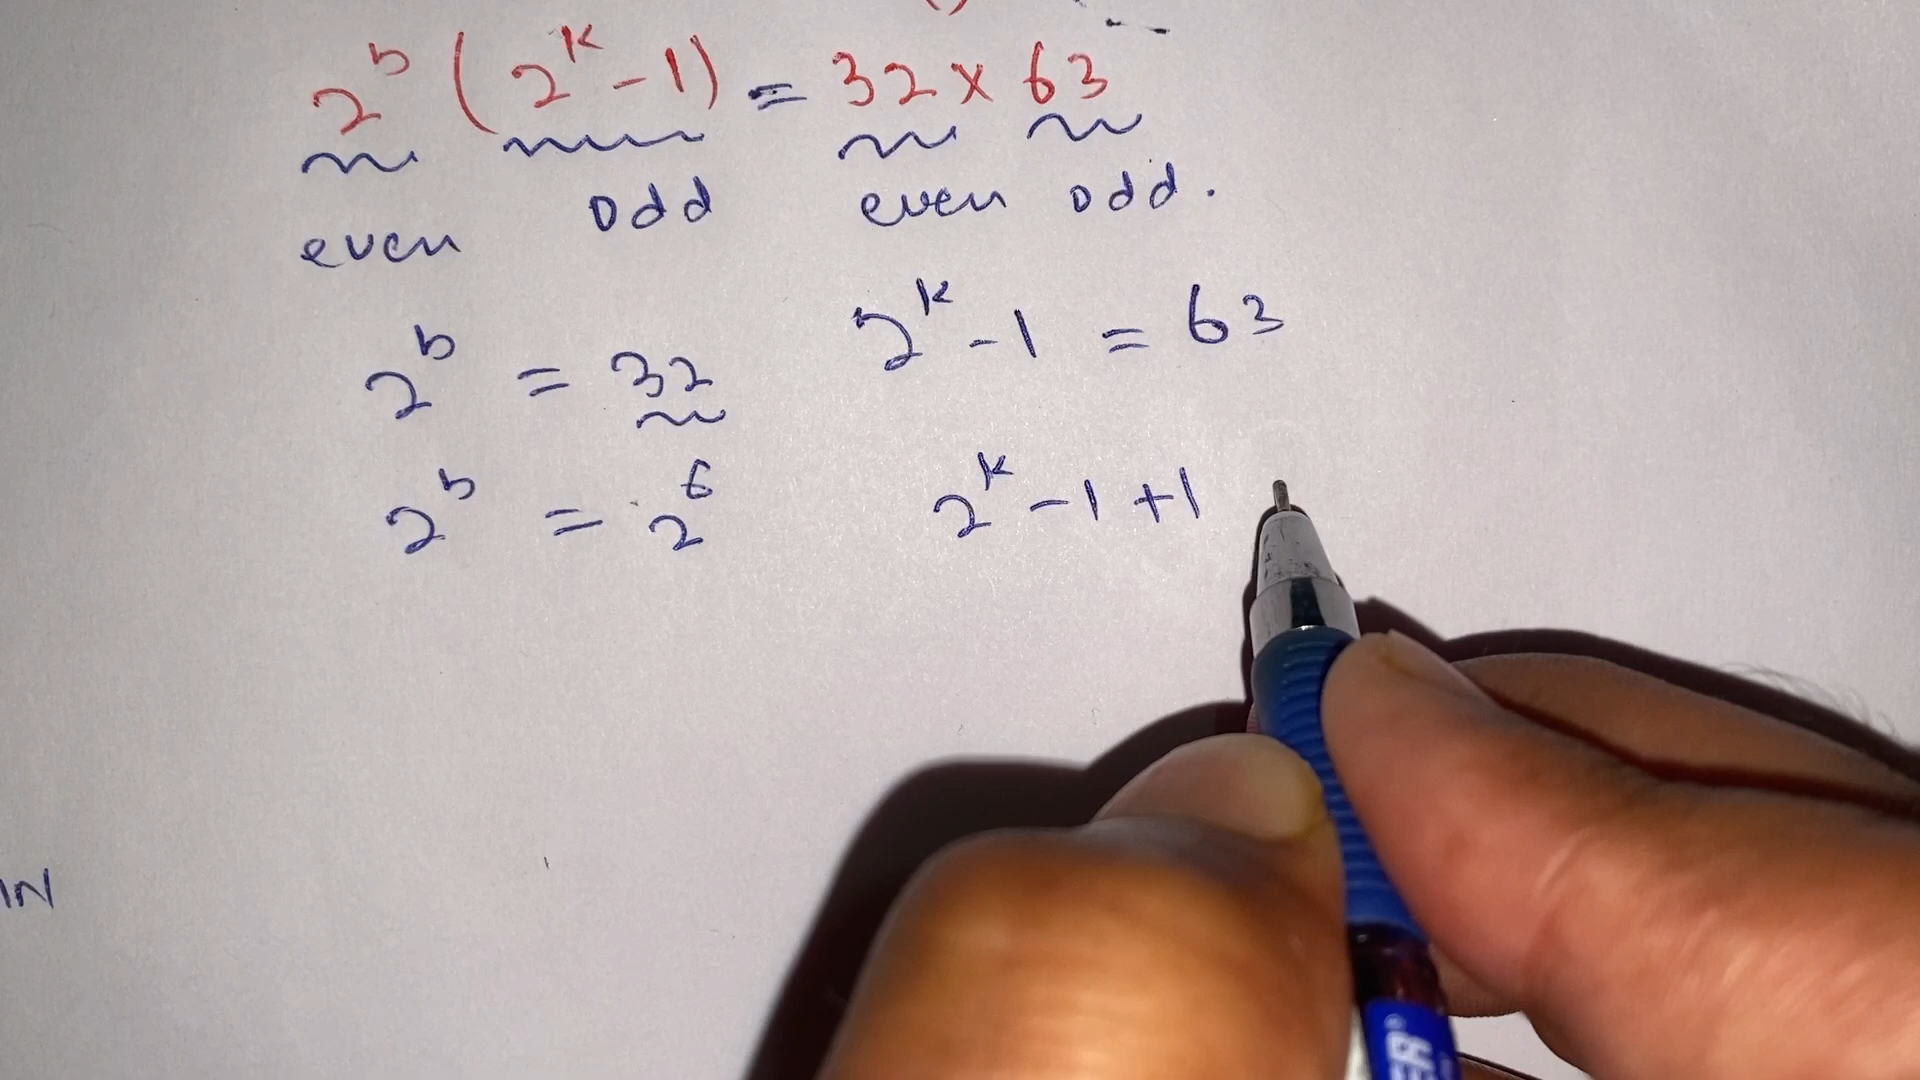 2^b (2^k - 1) = 32 x 63
even odd even odd.
2^b = 32 2^k - 1 = 63
2^b = 2^6 2^k - 1 + 1
IN